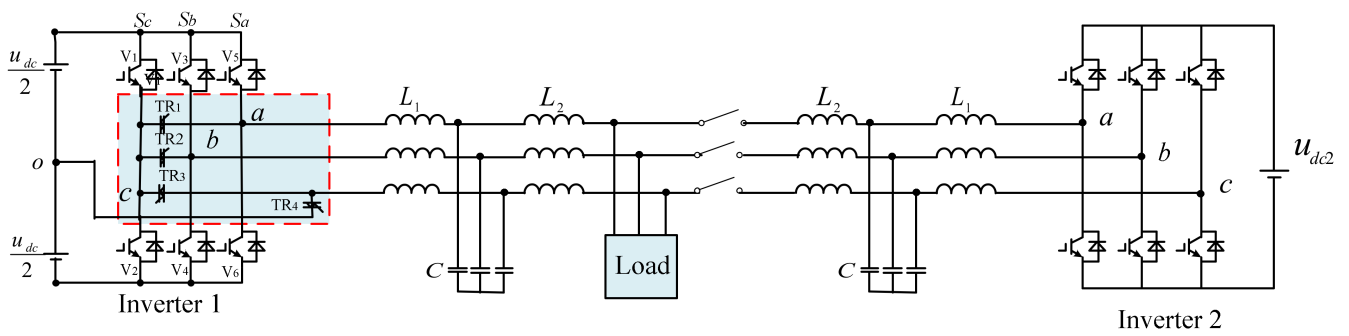 Sc Sb Sa
V1 V3 V5
V1
u_dc/2
TR1
a
L1 L2 L2 L1
TR2
b
o
TR3
c
TR4
a
b
c
u_dc2
u_dc/2
V2 V4 V6
C
Load
C
Inverter 1
Inverter 2